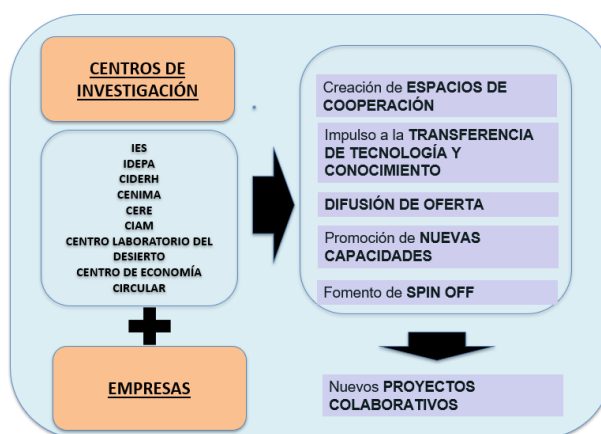 CENTROS DE
INVESTIGACIÓN
IES
IDEPA
CIDERH
CENIMA
CERE
CIAM
CENTRO LABORATORIO DEL
DESIERTO
CENTRO DE ECONOMÍA
CIRCULAR
EMPRESAS
Creación de ESPACIOS DE
COOPERACIÓN
Impulso a la TRANSFERENCIA
DE TECNOLOGÍA Y
CONOCIMIENTO
DIFUSIÓN DE OFERTA
Promoción de NUEVAS
CAPACIDADES
Fomento de SPIN OFF
Nuevos PROYECTOS
COLABORATIVOS